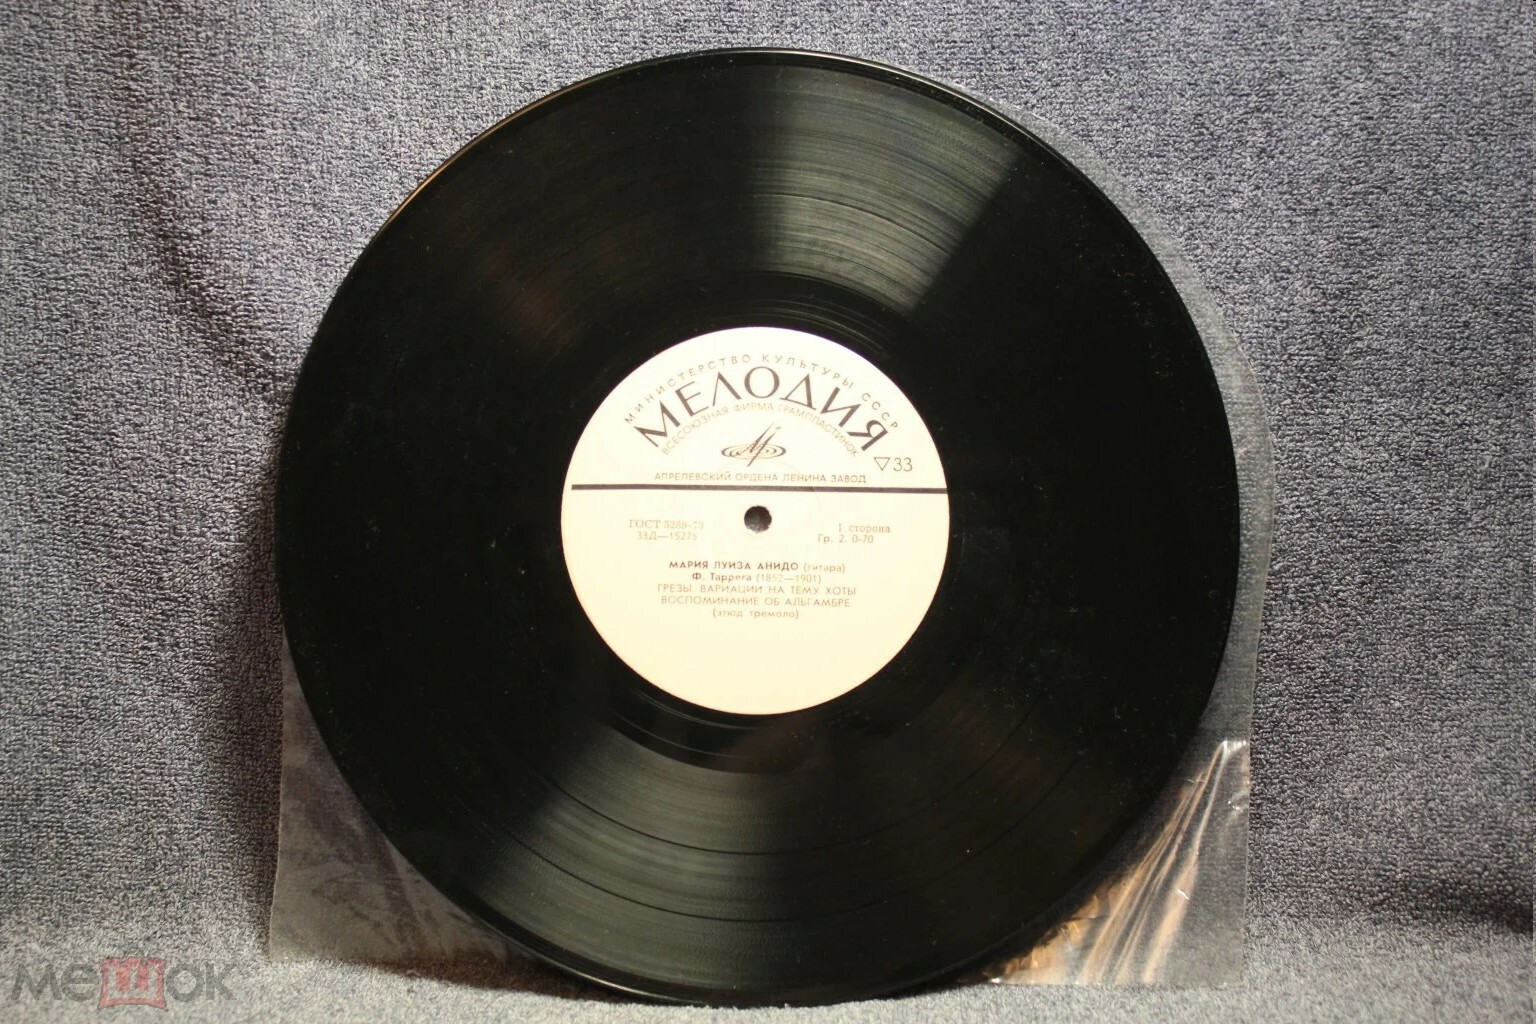 МИНИСТЕРСТВО КУЛЬТУРЫ СССР
МЕЛОДИЯ
ВСЕСОЮЗНАЯ ФИРМА ГРАМПЛАСТИНОК
▽33
АПРЕЛЕВСКИЙ ОРДЕНА ЛЕНИНА ЗАВОД
ГОСТ 5289-73
33Д—15275
1 сторона
Гр. 2. 0-70
МАРИЯ ЛУИЗА АНИДО (гитара)
Ф. Таррега (1852—1901)
ГРЕЗЫ. ВАРИАЦИИ НА ТЕМУ ХОТЫ
ВОСПОМИНАНИЕ ОБ АЛЬГАМБРЕ
(этюд тремоло)
мешок